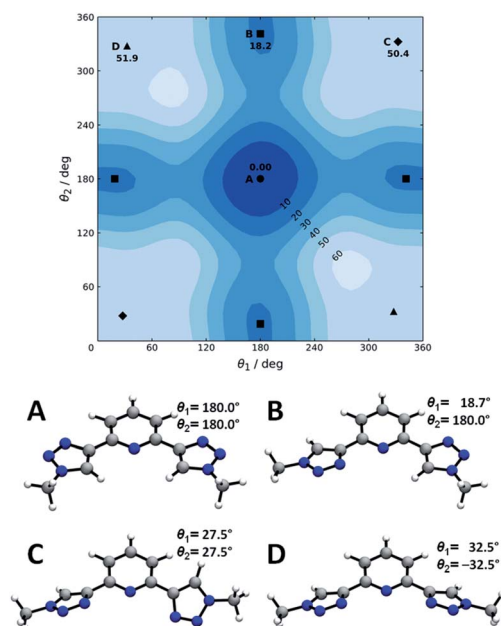 360
300
240
180
120
60
0 60 120 180 240 300 360
θ₂ / deg
θ₁ / deg
D
51.9
B
18.2
C
50.4
0.00
A
10
20
30
40
50
60
A
θ₁= 180.0°
θ₂= 180.0°
B
θ₁= 18.7°
θ₂= 180.0°
C
θ₁= 27.5°
θ₂= 27.5°
D
θ₁= 32.5°
θ₂= −32.5°